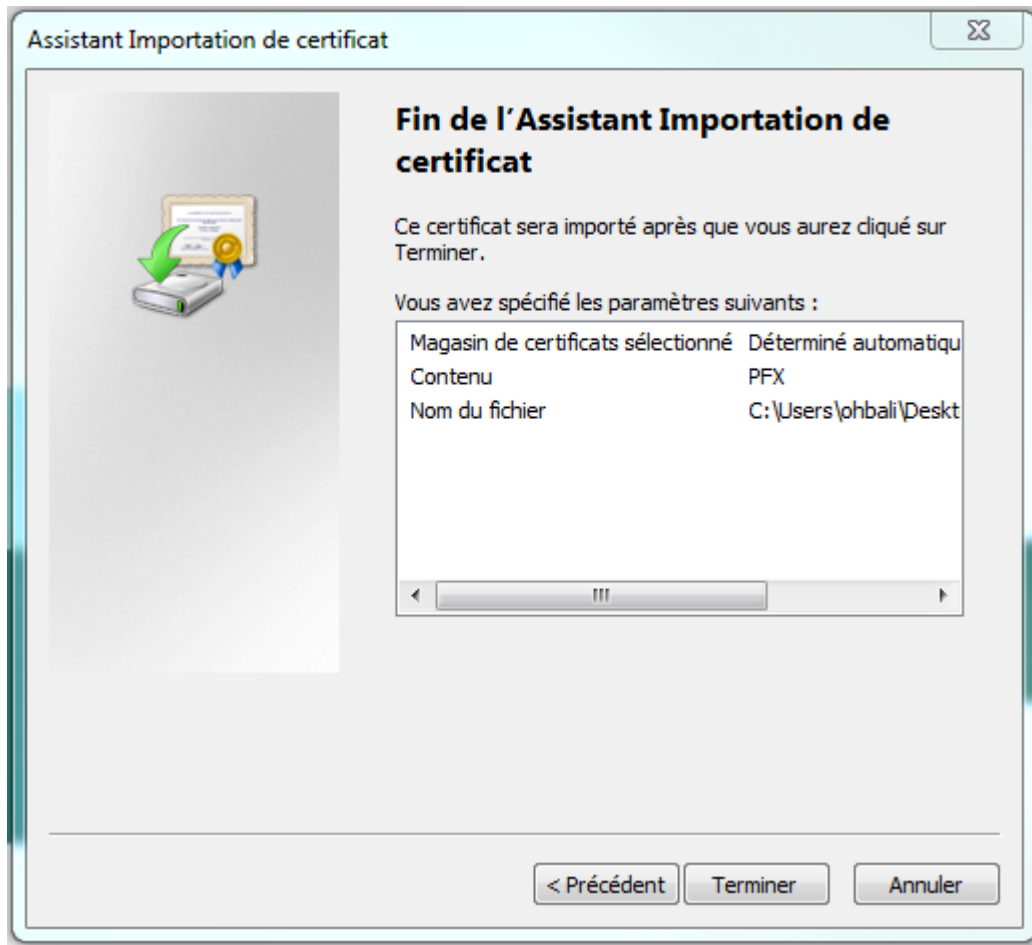 Assistant Importation de certificat
Fin de l'Assistant Importation de
certificat
Ce certificat sera importé après que vous aurez cliqué sur
Terminer.
Vous avez spécifié les paramètres suivants :
Magasin de certificats sélectionné Déterminé automatiqu
Contenu PFX
Nom du fichier C:\Users\ohbali\Deskt
< Précédent Terminer Annuler